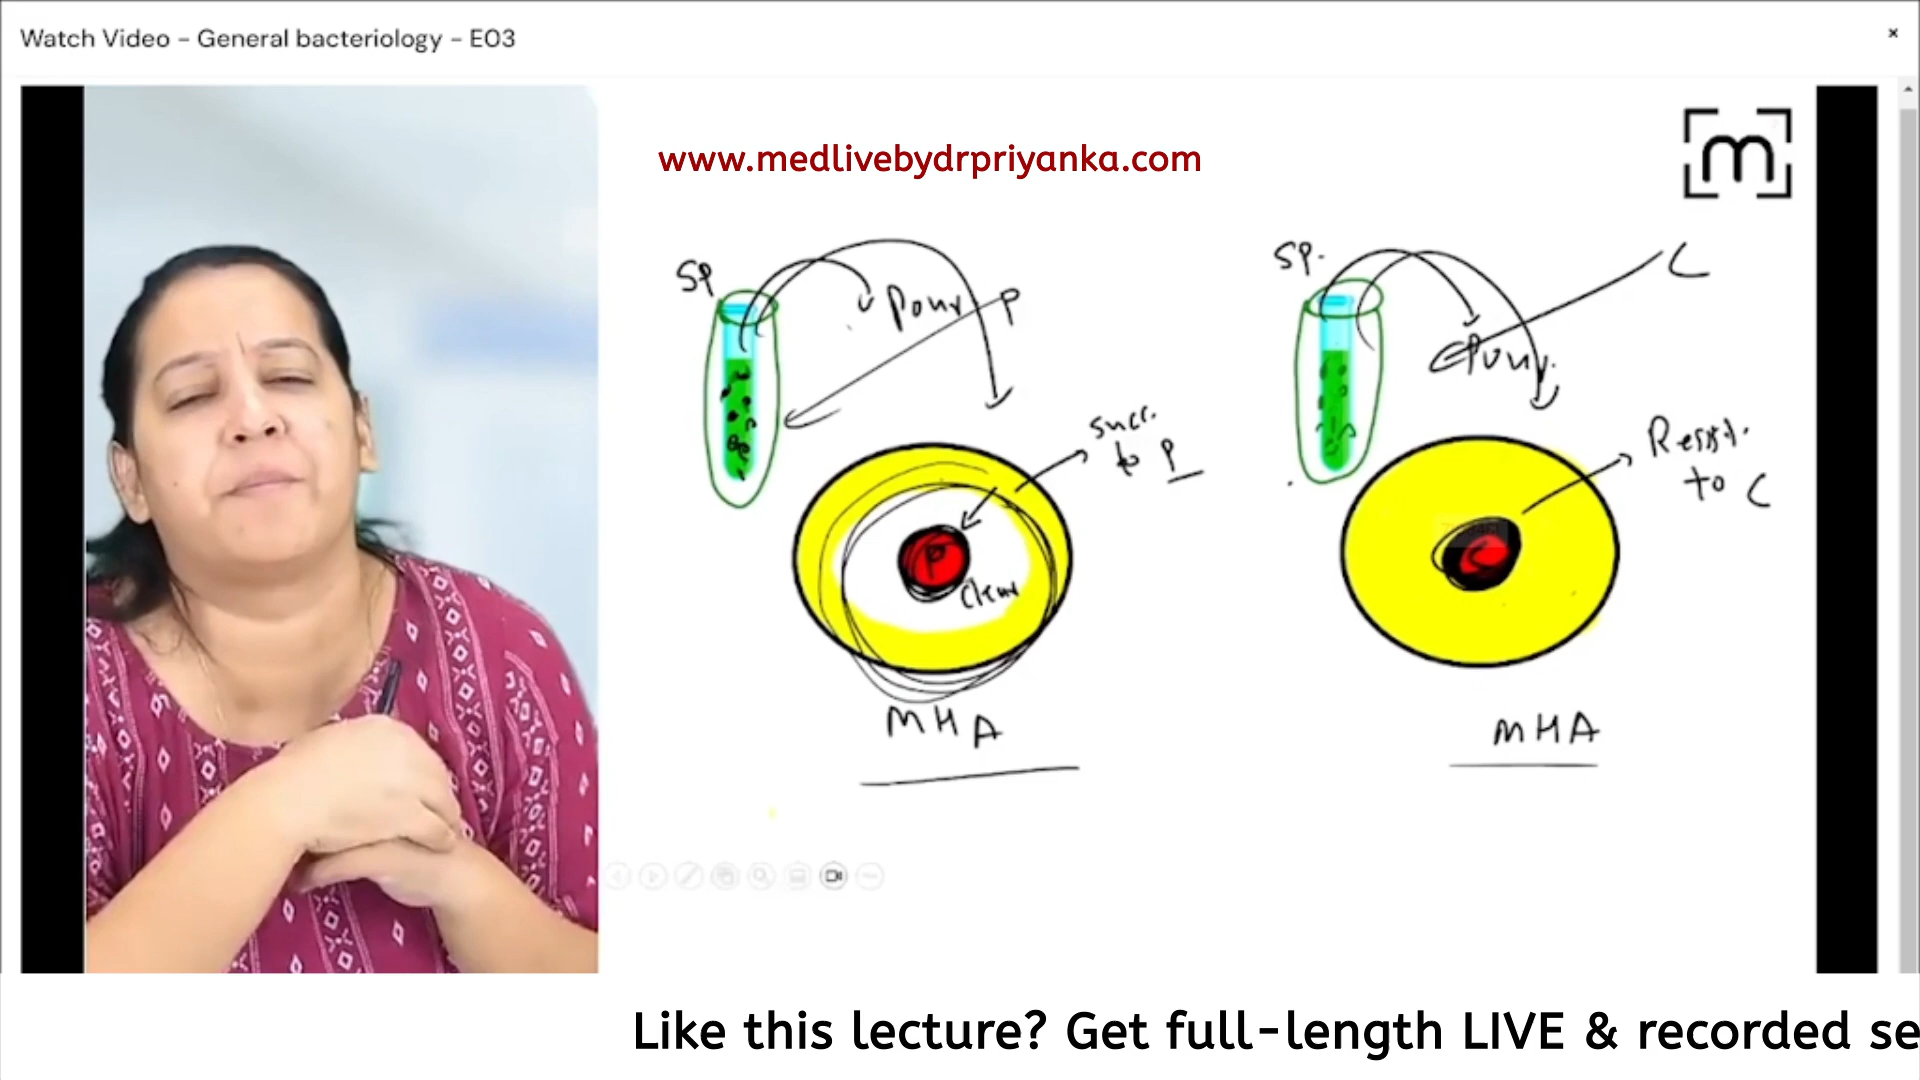 Watch Video – General bacteriology – E03
×
www.medlivebydrpriyanka.com
m
SP
Pour
P
SP.
C
Pour.
succ.
to P
P
Clear
MHA
Resist.
to C
C
MHA
Like this lecture? Get full-length LIVE & recorded se